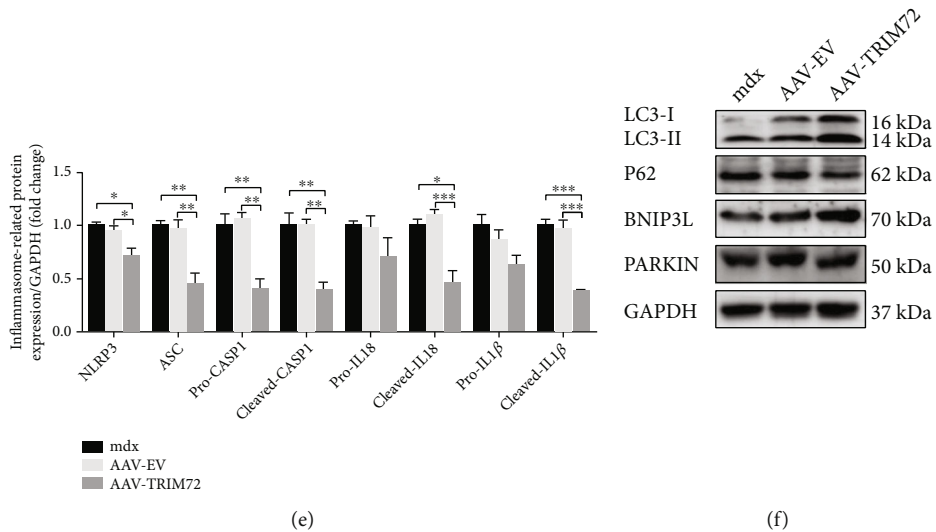 Inflammasome-related protein
expression/GAPDH (fold change)
1.5
1.0
0.5
0.0
*
*
**
**
**
**
**
**
*
***
***
***
NLRP3
ASC
Pro-CASP1
Cleaved-CASP1
Pro-IL18
Cleaved-IL18
Pro-IL1β
Cleaved-IL1β
mdx
AAV-EV
AAV-TRIM72
(e)
mdx
AAV-EV
AAV-TRIM72
LC3-I
16 kDa
LC3-II
14 kDa
P62
62 kDa
BNIP3L
70 kDa
PARKIN
50 kDa
GAPDH
37 kDa
(f)